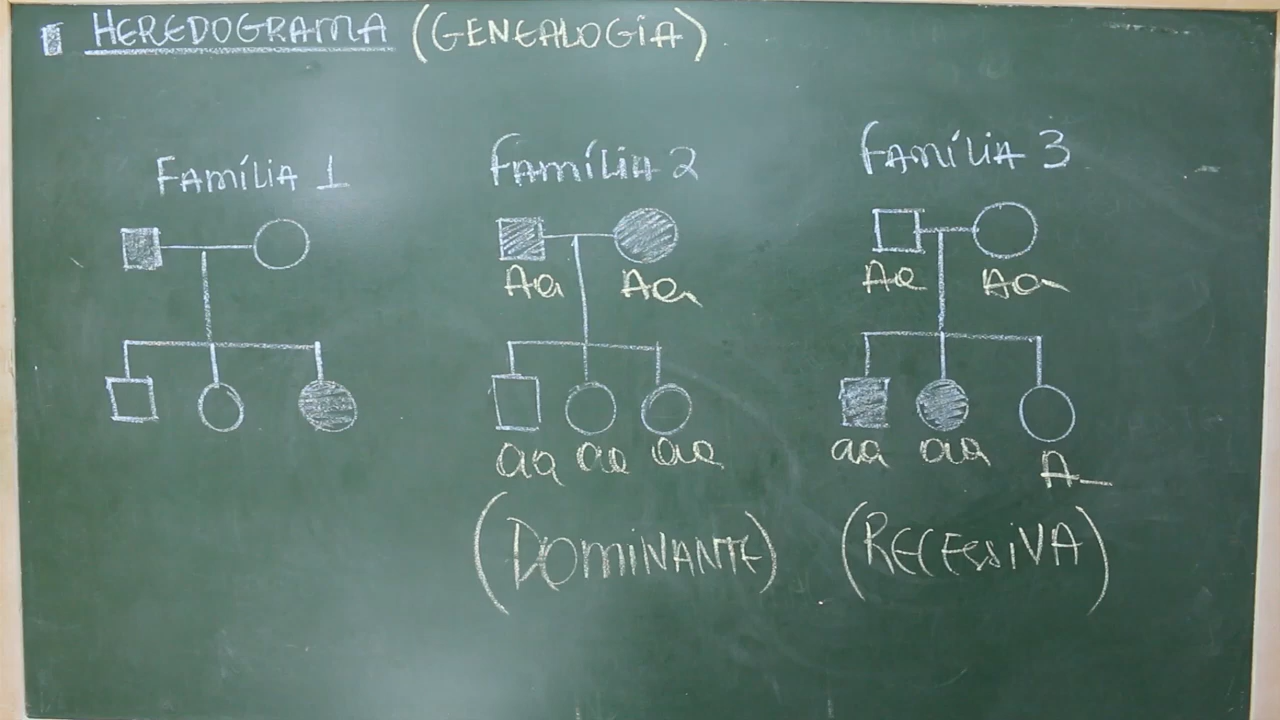 HEREDOGRAMA (GENEALOGIA)
Família 1
Família 2
Família 3
Aa Aa
Aa Aa
aa aa aa
aa aa A_
(DOMINANTE)
(RECESSIVA)